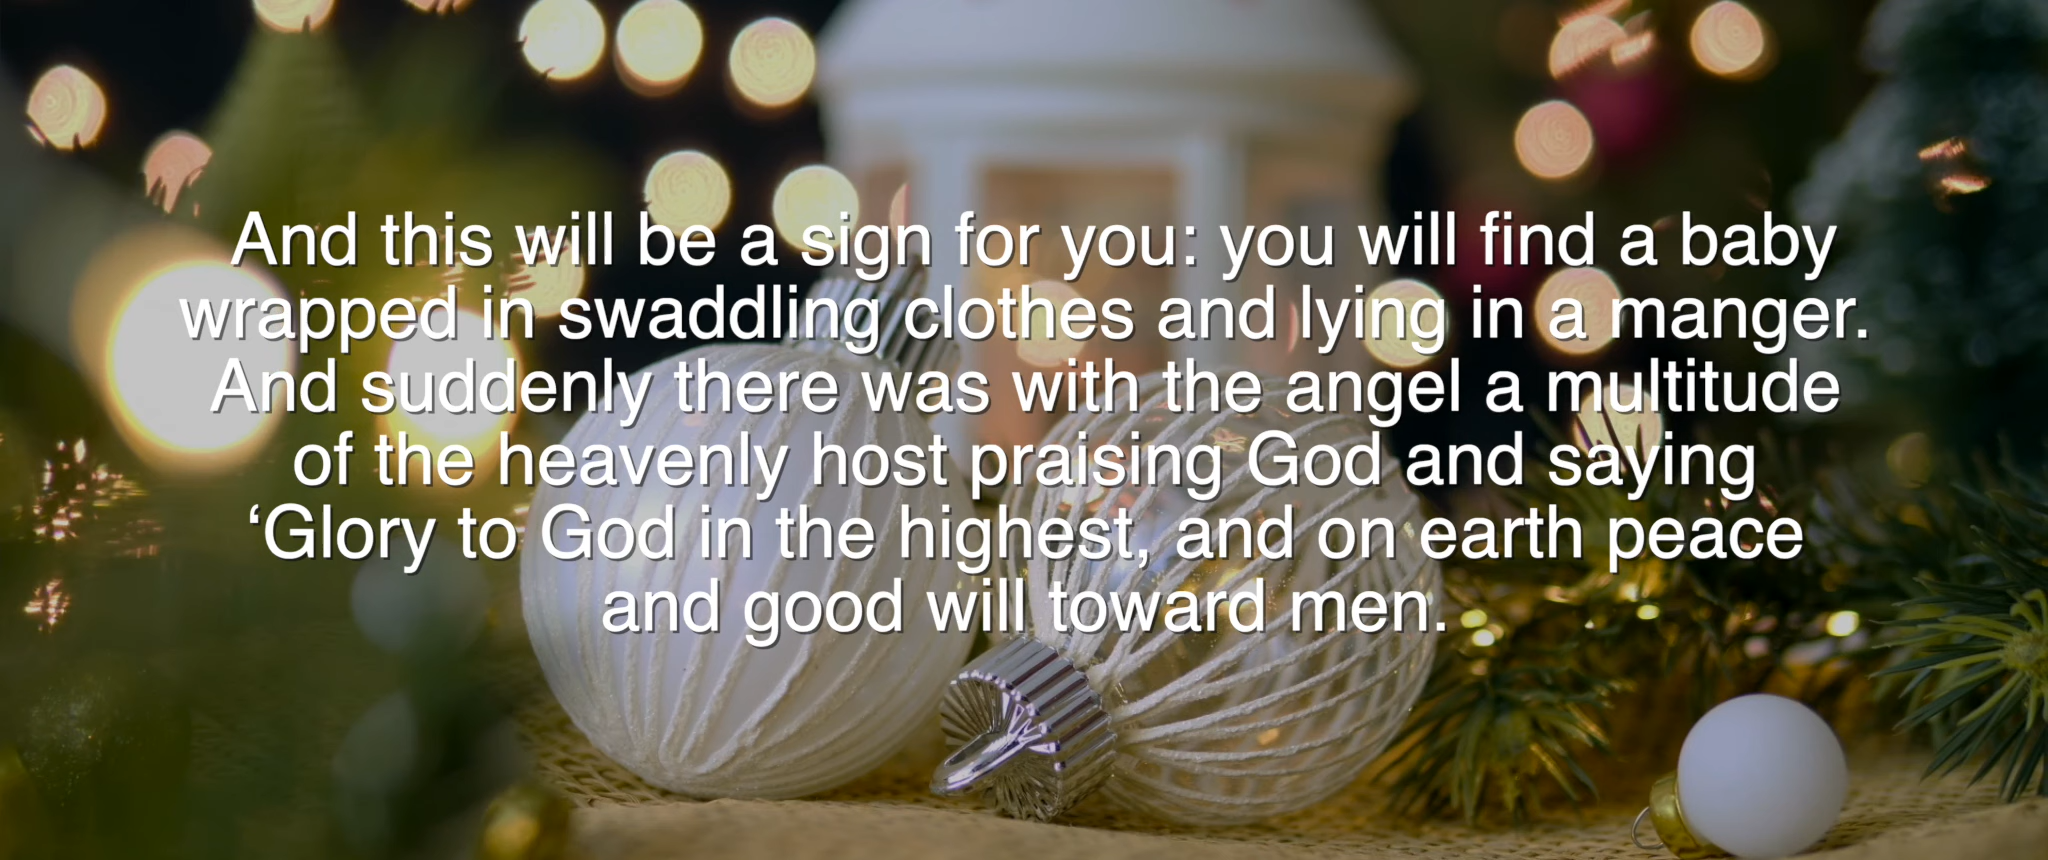 And this will be a sign for you: you will find a baby
wrapped in swaddling clothes and lying in a manger.
And suddenly there was with the angel a multitude
of the heavenly host praising God and saying
‘Glory to God in the highest, and on earth peace
and good will toward men.